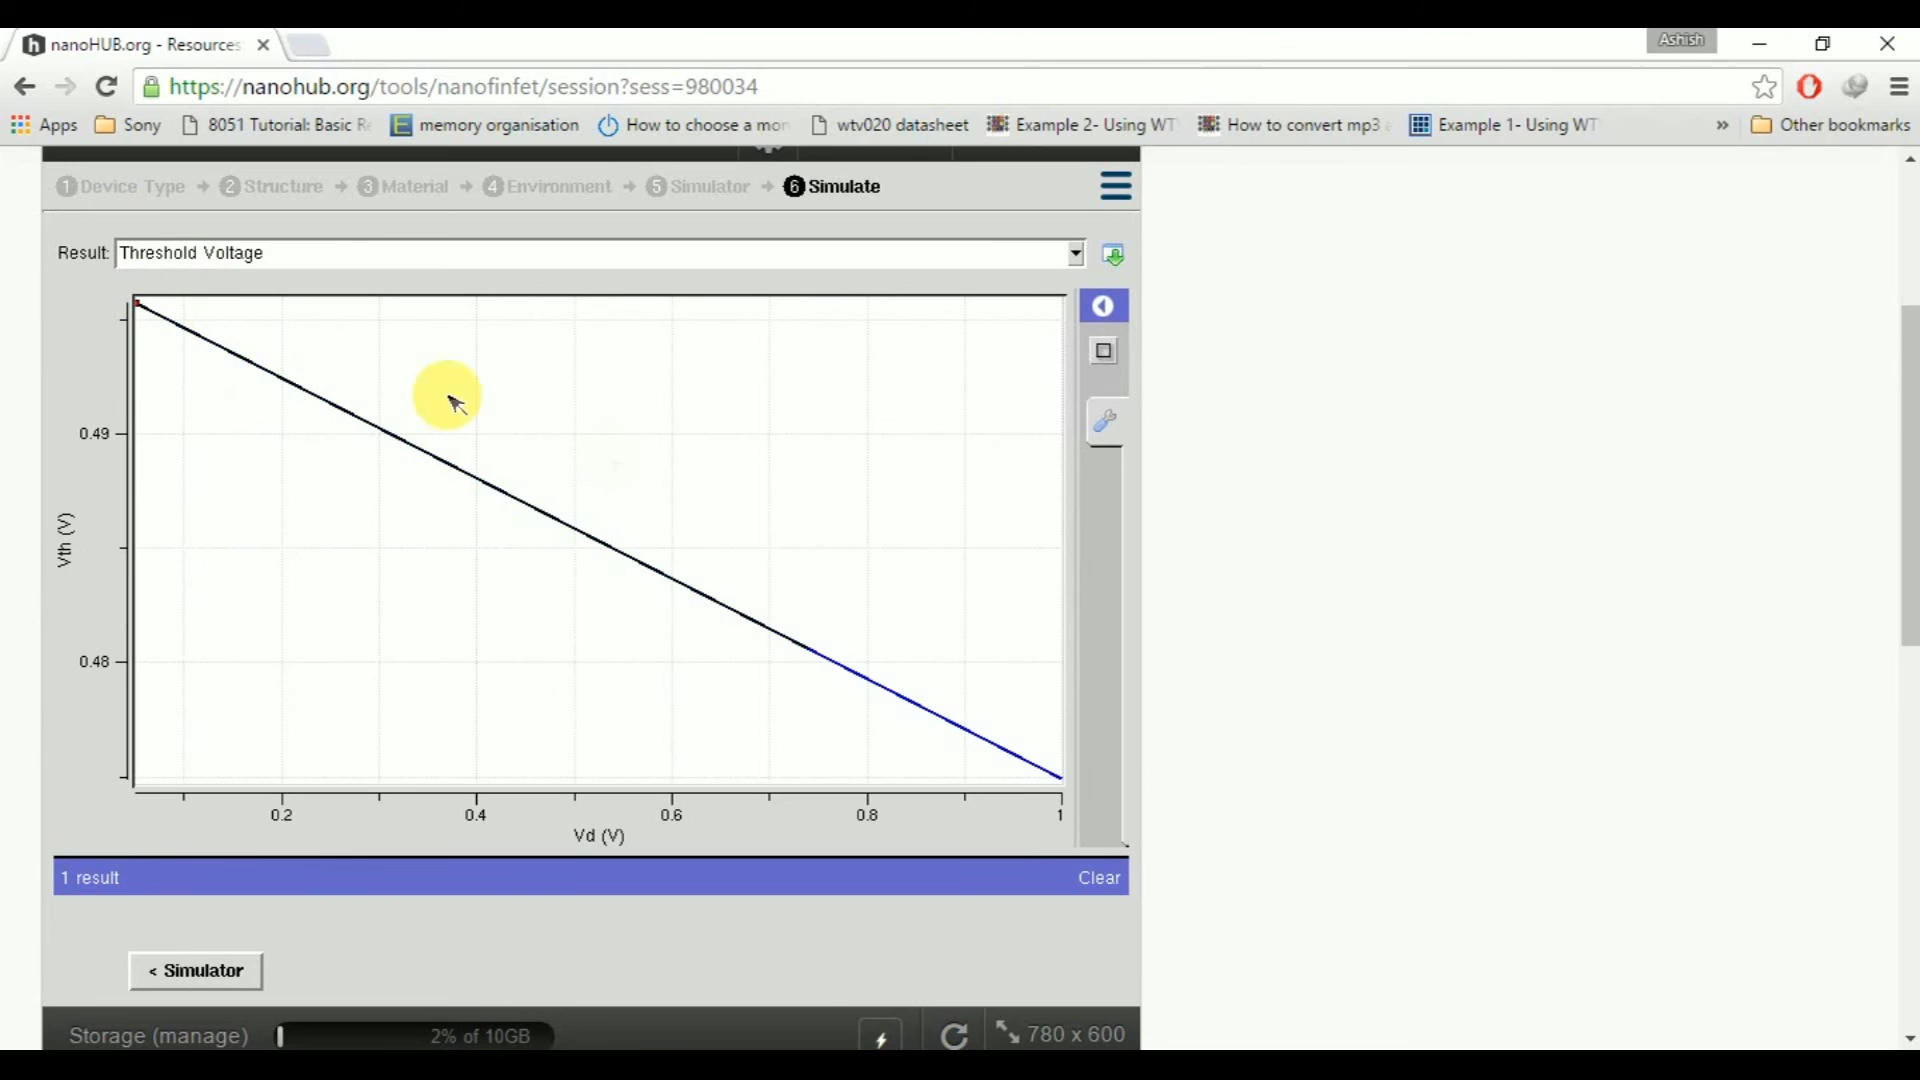 nanoHUB.org - Resources
Ashish
https://nanohub.org/tools/nanofinfet/session?sess=980034
Apps Sony 8051 Tutorial: Basic R memory organisation How to choose a mor wtv020 datasheet Example 2- Using WT How to convert mp3 Example 1- Using WT » Other bookmarks
1 Device Type → 2 Structure → 3 Material → 4 Environment → 5 Simulator → 6 Simulate
Result: Threshold Voltage
0.49
Vth (V)
0.48
0.2 0.4 0.6 0.8 1
Vd (V)
1 result Clear
< Simulator
Storage (manage) 2% of 10GB 780 x 600